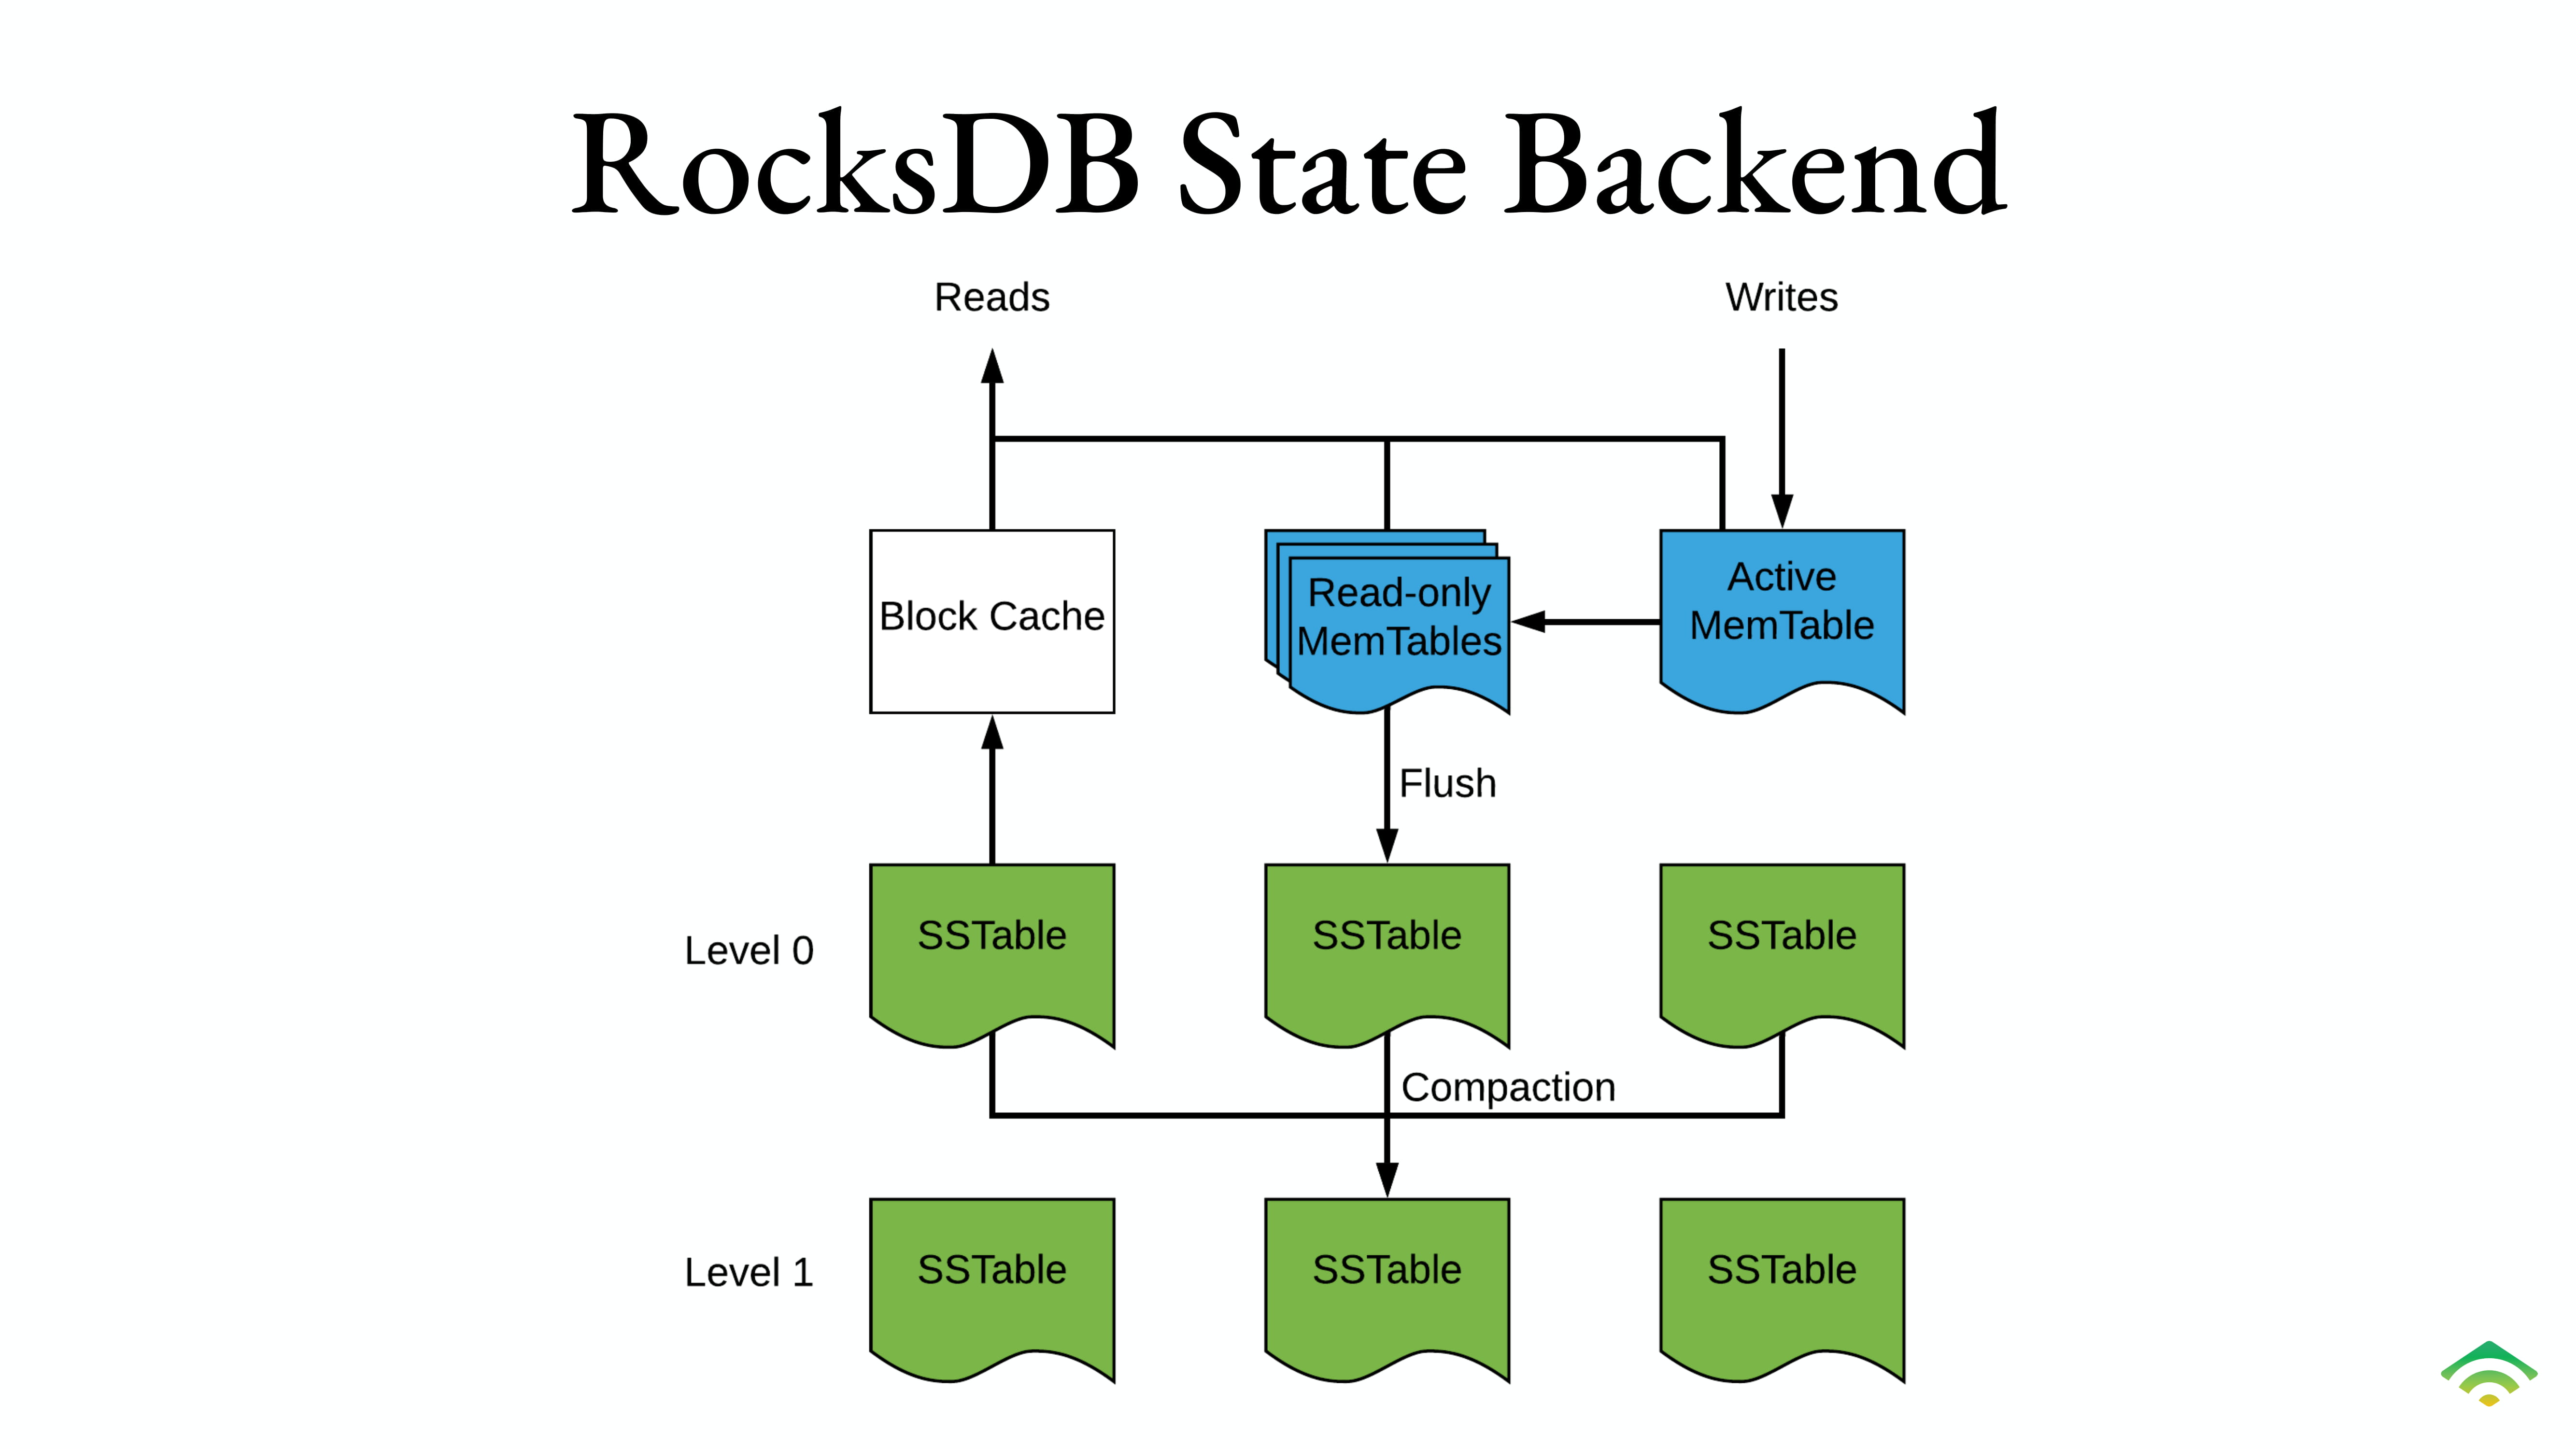 RocksDB State Backend
Reads
Writes
Block Cache
Read-only
MemTables
Active
MemTable
Flush
Level 0
SSTable
SSTable
SSTable
Compaction
Level 1
SSTable
SSTable
SSTable